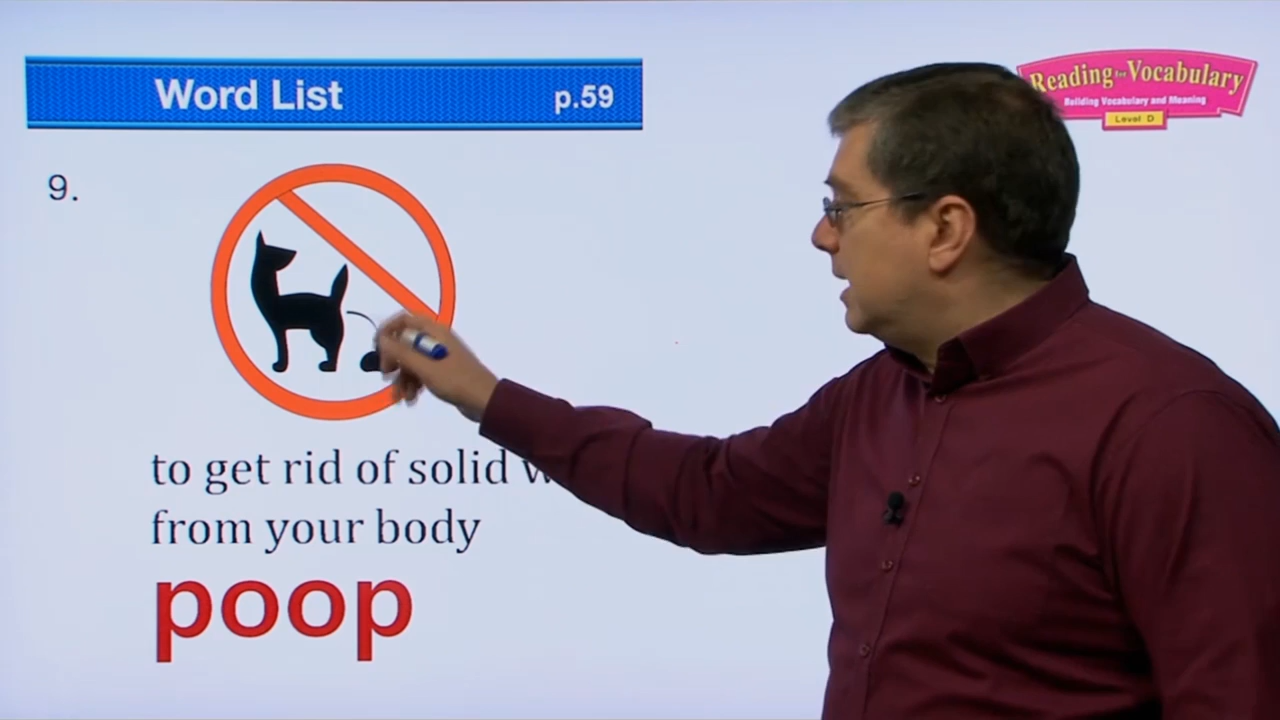 Word List p.59
Reading for Vocabulary
Building Vocabulary and Meaning
Level D
9.
to get rid of solid
from your body
poop